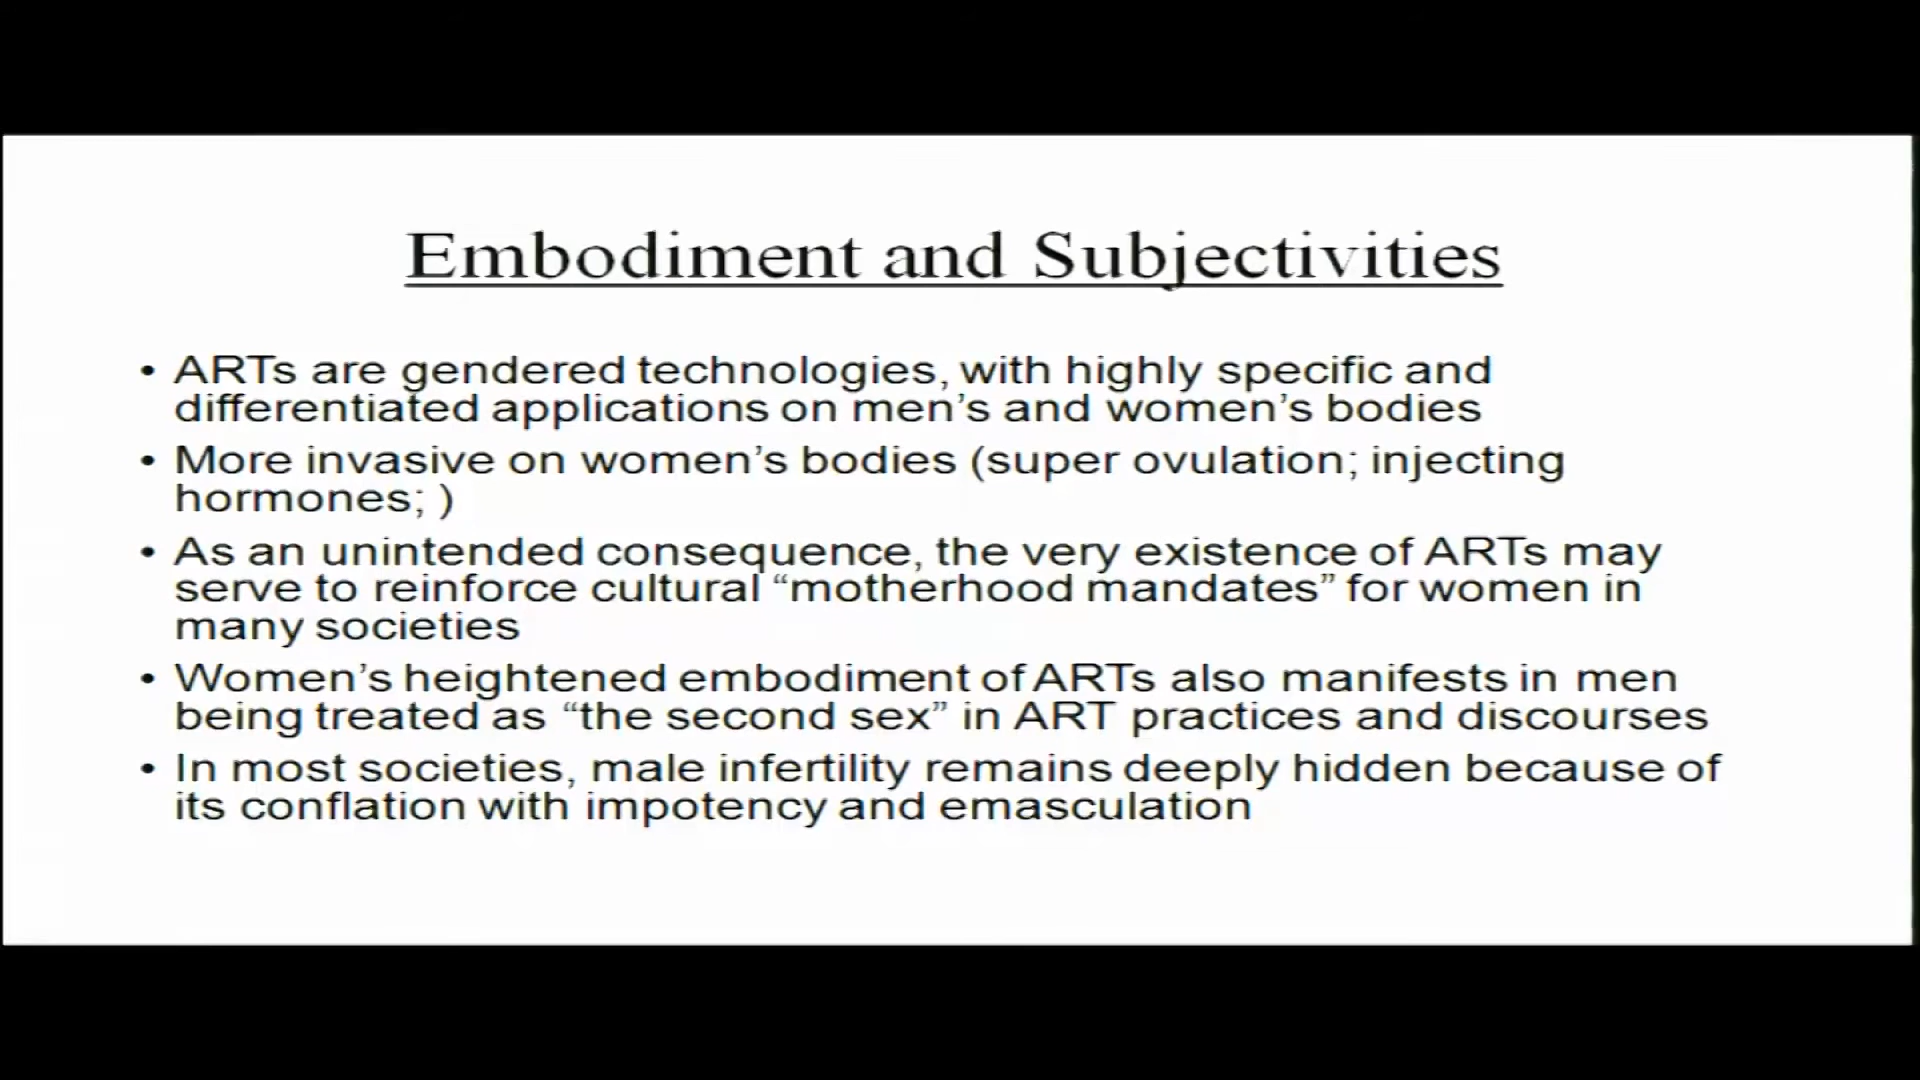 Embodiment and Subjectivities
• ARTs are gendered technologies, with highly specific and
differentiated applications on men’s and women’s bodies
• More invasive on women’s bodies (super ovulation; injecting
hormones; )
• As an unintended consequence, the very existence of ARTs may
serve to reinforce cultural “motherhood mandates” for women in
many societies
• Women’s heightened embodiment of ARTs also manifests in men
being treated as “the second sex” in ART practices and discourses
• In most societies, male infertility remains deeply hidden because of
its conflation with impotency and emasculation